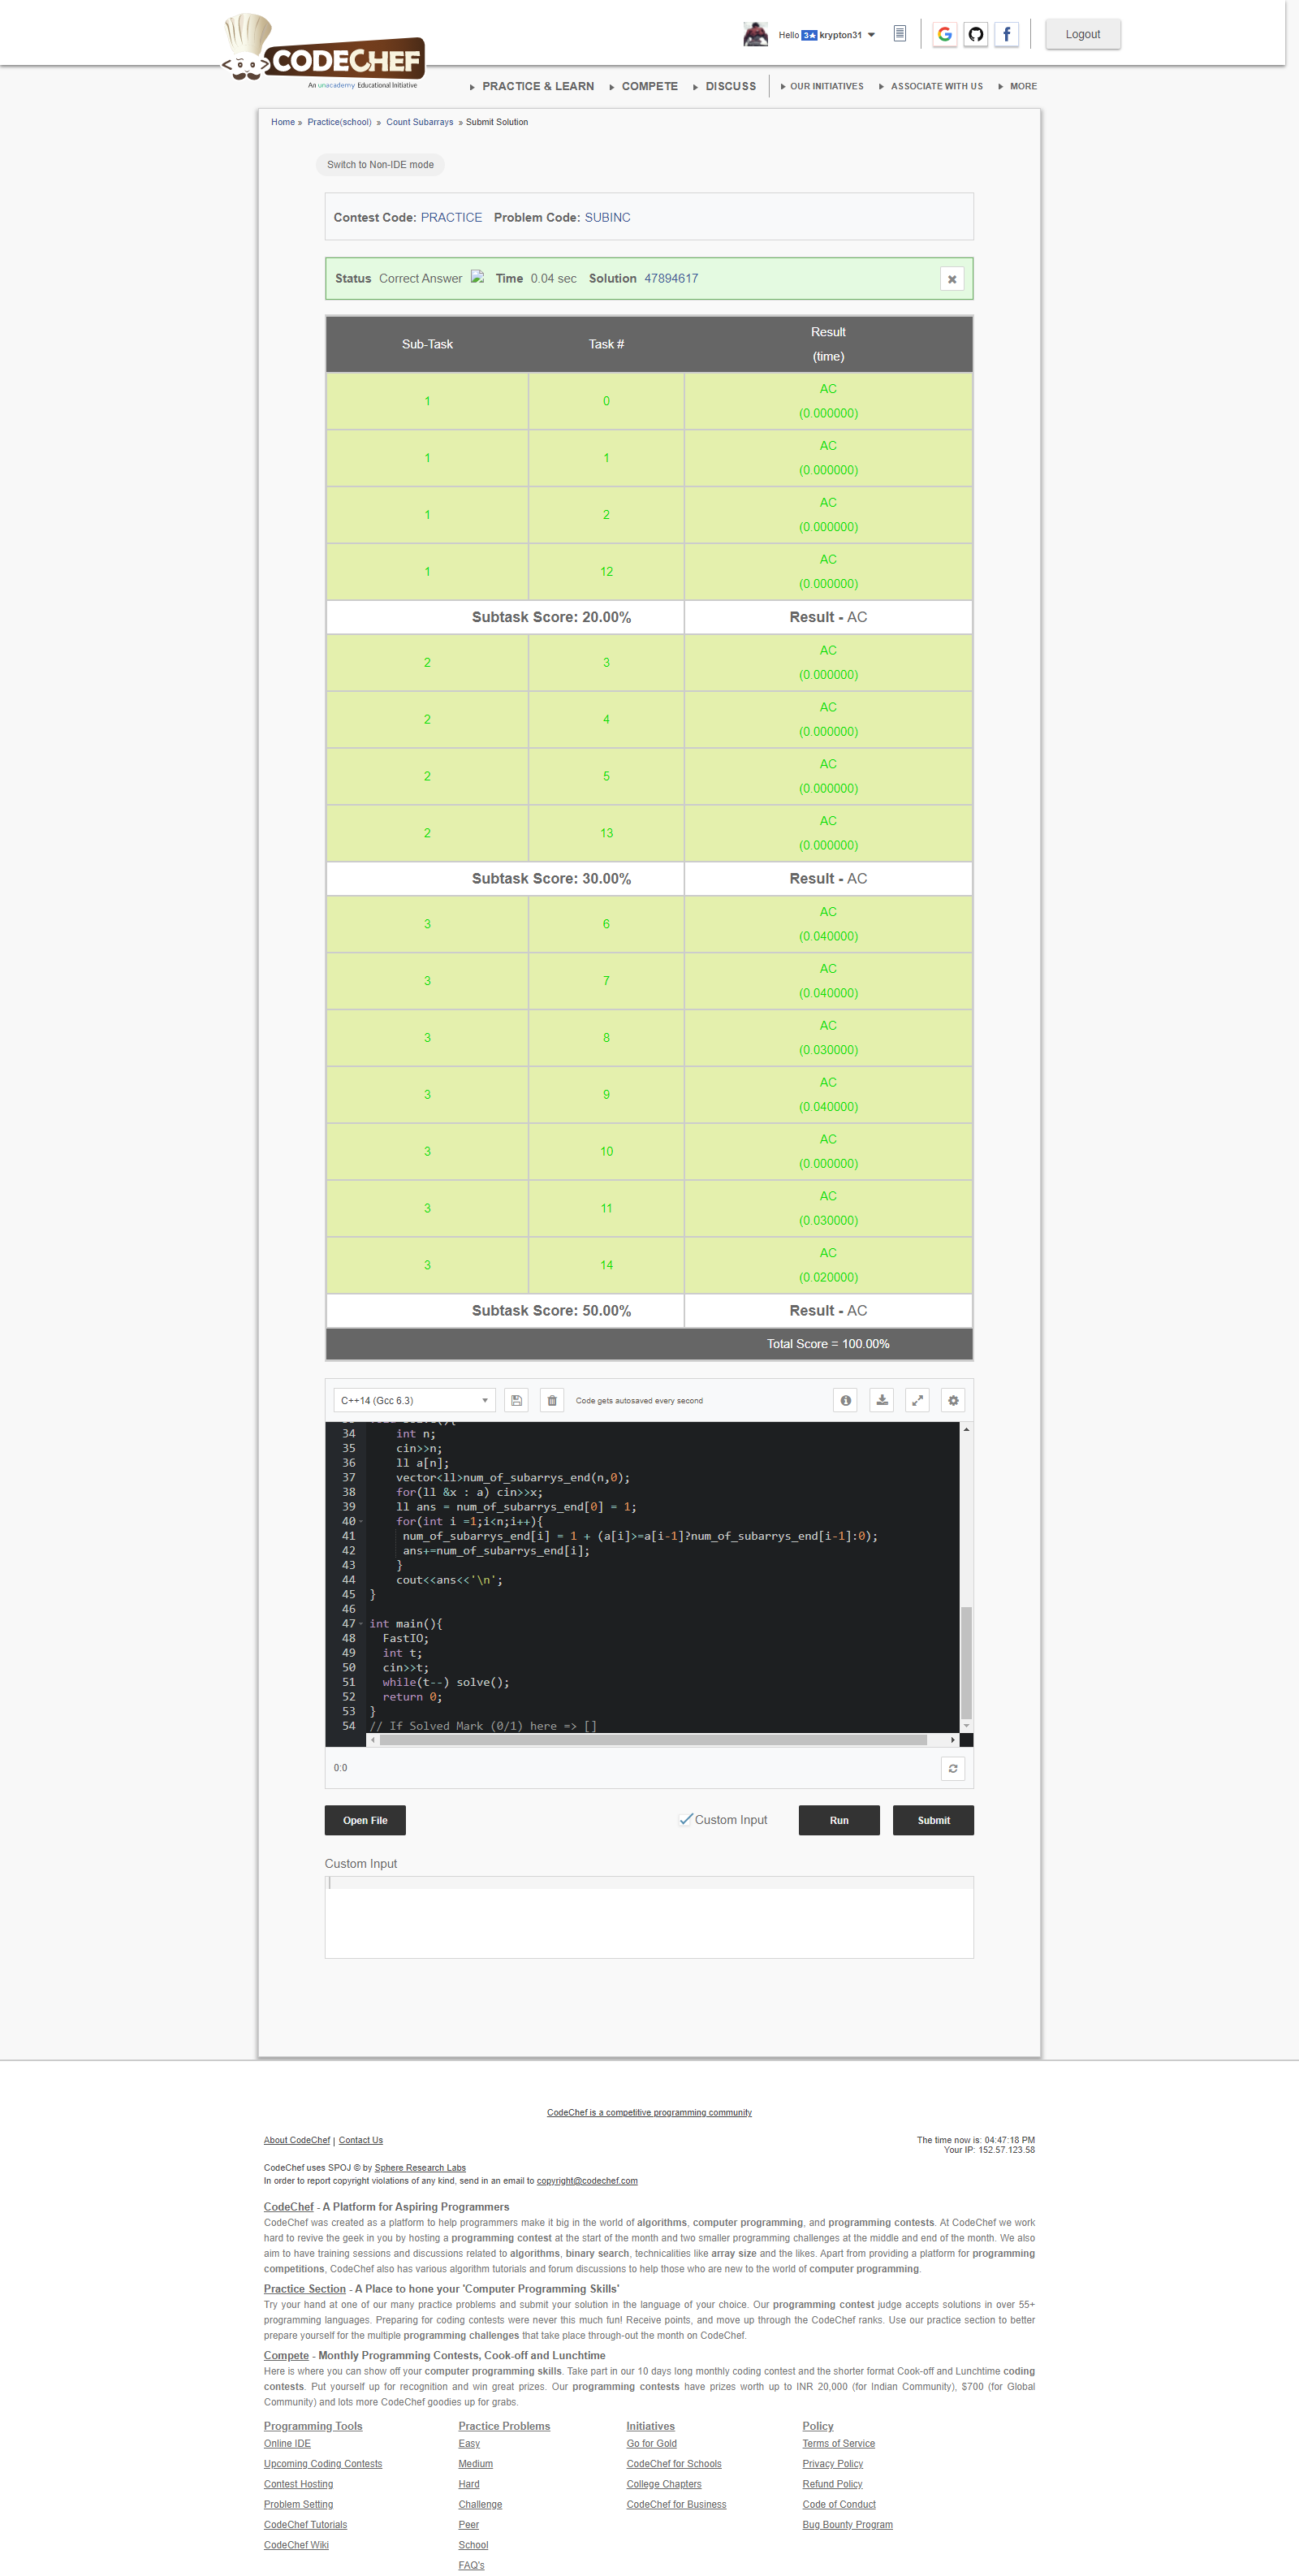 CODECHEF
An unacademy Educational Initiative
Hello 3★ krypton31
Logout
PRACTICE & LEARN COMPETE DISCUSS OUR INITIATIVES ASSOCIATE WITH US MORE
Home » Practice(school) » Count Subarrays » Submit Solution
Switch to Non-IDE mode
Contest Code: PRACTICE Problem Code: SUBINC
Status Correct Answer Time 0.04 sec Solution 47894617
Sub-Task Task # Result
(time)
1 0 AC
(0.000000)
1 1 AC
(0.000000)
1 2 AC
(0.000000)
1 12 AC
(0.000000)
Subtask Score: 20.00% Result - AC
2 3 AC
(0.000000)
2 4 AC
(0.000000)
2 5 AC
(0.000000)
2 13 AC
(0.000000)
Subtask Score: 30.00% Result - AC
3 6 AC
(0.040000)
3 7 AC
(0.040000)
3 8 AC
(0.030000)
3 9 AC
(0.040000)
3 10 AC
(0.000000)
3 11 AC
(0.030000)
3 14 AC
(0.020000)
Subtask Score: 50.00% Result - AC
Total Score = 100.00%
C++14 (Gcc 6.3) Code gets autosaved every second
34 int n;
35 cin>>n;
36 ll a[n];
37 vector<ll>num_of_subarrys_end(n,0);
38 for(ll &x : a) cin>>x;
39 ll ans = num_of_subarrys_end[0] = 1;
40 for(int i =1;i<n;i++){
41 num_of_subarrys_end[i] = 1 + (a[i]>=a[i-1]?num_of_subarrys_end[i-1]:0);
42 ans+=num_of_subarrys_end[i];
43 }
44 cout<<ans<<'\n';
45 }
46
47 int main(){
48 FastIO;
49 int t;
50 cin>>t;
51 while(t--) solve();
52 return 0;
53 }
54 // If Solved Mark (0/1) here => []
0:0
Open File Custom Input Run Submit
Custom Input
CodeChef is a competitive programming community
About CodeChef | Contact Us
The time now is: 04:47:18 PM
Your IP: 152.57.123.58
CodeChef uses SPOJ © by Sphere Research Labs
In order to report copyright violations of any kind, send in an email to copyright@codechef.com
CodeChef - A Platform for Aspiring Programmers
CodeChef was created as a platform to help programmers make it big in the world of algorithms, computer programming, and programming contests. At CodeChef we work
hard to revive the geek in you by hosting a programming contest at the start of the month and two smaller programming challenges at the middle and end of the month. We also
aim to have training sessions and discussions related to algorithms, binary search, technicalities like array size and the likes. Apart from providing a platform for programming
competitions, CodeChef also has various algorithm tutorials and forum discussions to help those who are new to the world of computer programming.
Practice Section - A Place to hone your 'Computer Programming Skills'
Try your hand at one of our many practice problems and submit your solution in the language of your choice. Our programming contest judge accepts solutions in over 55+
programming languages. Preparing for coding contests were never this much fun! Receive points, and move up through the CodeChef ranks. Use our practice section to better
prepare yourself for the multiple programming challenges that take place through-out the month on CodeChef.
Compete - Monthly Programming Contests, Cook-off and Lunchtime
Here is where you can show off your computer programming skills. Take part in our 10 days long monthly coding contest and the shorter format Cook-off and Lunchtime coding
contests. Put yourself up for recognition and win great prizes. Our programming contests have prizes worth up to INR 20,000 (for Indian Community), $700 (for Global
Community) and lots more CodeChef goodies up for grabs.
Programming Tools Practice Problems Initiatives Policy
Online IDE Easy Go for Gold Terms of Service
Upcoming Coding Contests Medium CodeChef for Schools Privacy Policy
Contest Hosting Hard College Chapters Refund Policy
Problem Setting Challenge CodeChef for Business Code of Conduct
CodeChef Tutorials Peer Bug Bounty Program
CodeChef Wiki School
FAQ's